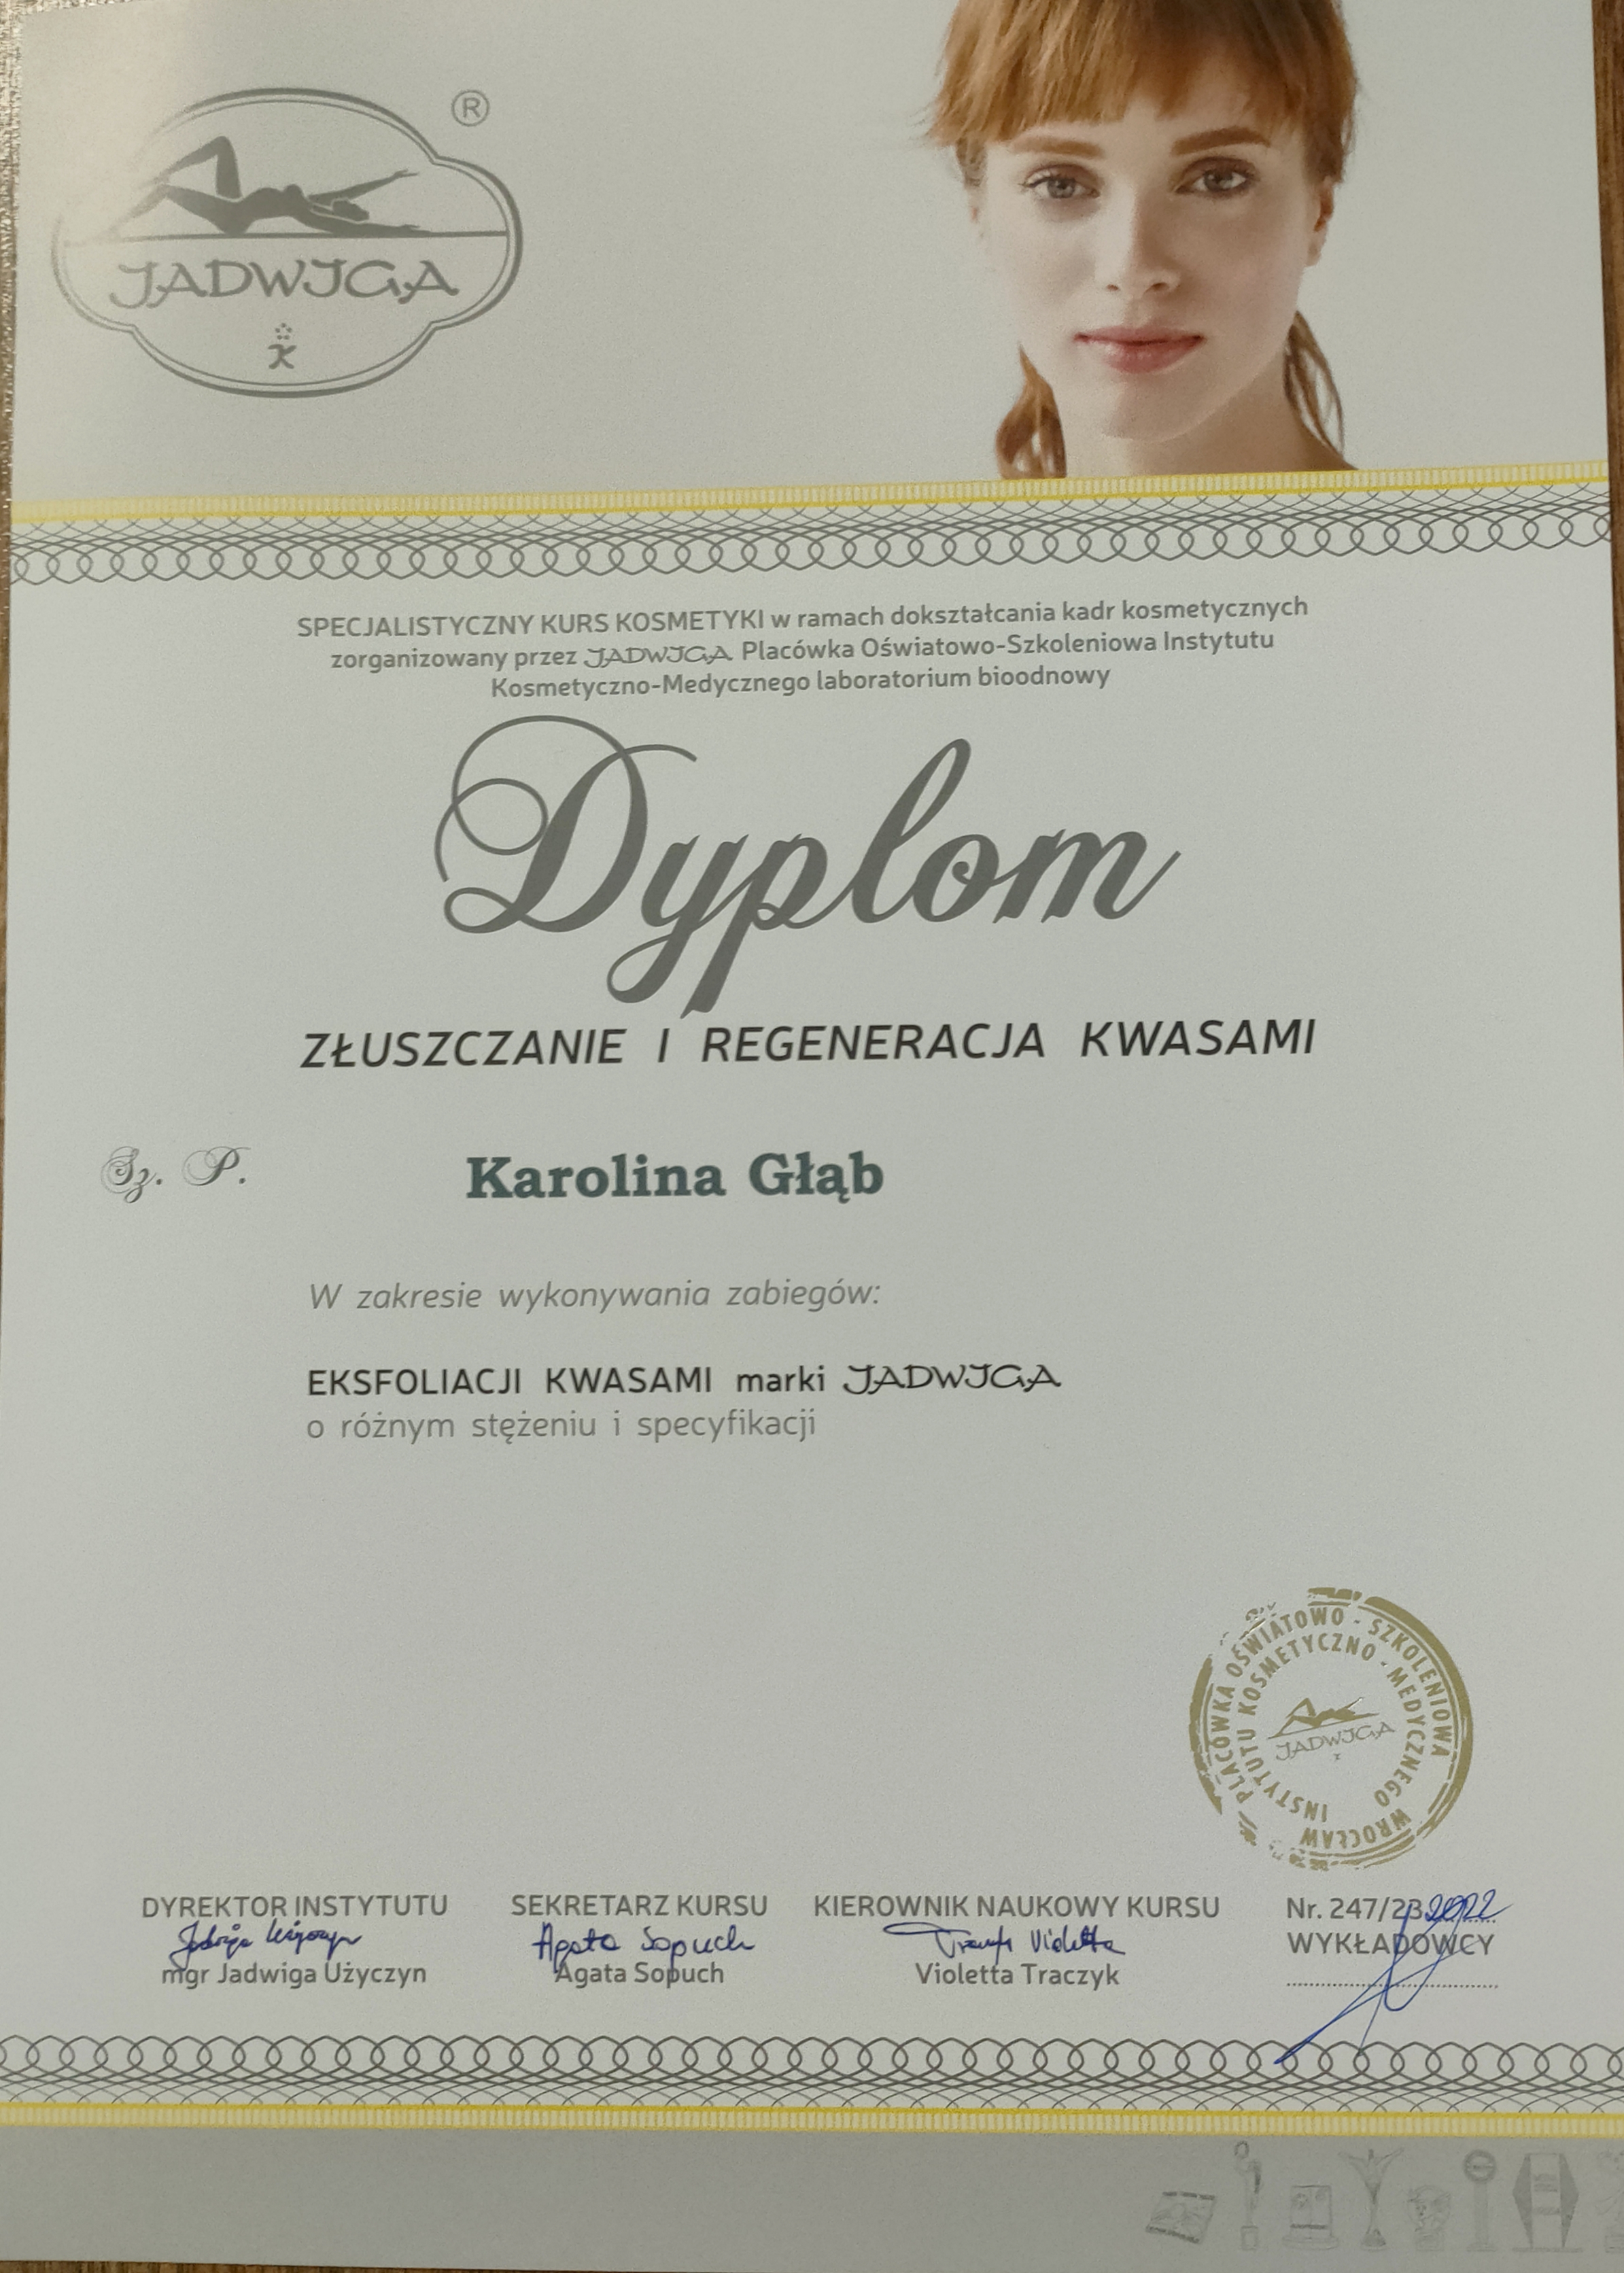 ®
JADWIGA
K
SPECJALISTYCZNY KURS KOSMETYKI w ramach dokształcania kadr kosmetycznych
zorganizowany przez JADWIGA Placówka Oświatowo-Szkoleniowa Instytutu
Kosmetyczno-Medycznego laboratorium bioodnowy
Dyplom
ZŁUSZCZANIE I REGENERACJA KWASAMI
Sz. P. Karolina Głąb
W zakresie wykonywania zabiegów:
EKSFOLIACJI KWASAMI marki JADWIGA
o różnym stężeniu i specyfikacji
PLACÓWKA OŚWIATOWO - SZKOLENIOWA
INSTYTUTU KOSMETYCZNO - MEDYCZNEGO
JADWIGA
WROCŁAW
DYREKTOR INSTYTUTU
mgr Jadwiga Użyczyn
SEKRETARZ KURSU
Agata Sopuch
Agata Sopuch
KIEROWNIK NAUKOWY KURSU
Violetta
Violetta Traczyk
Nr. 247/23 2022
WYKŁADOWCY